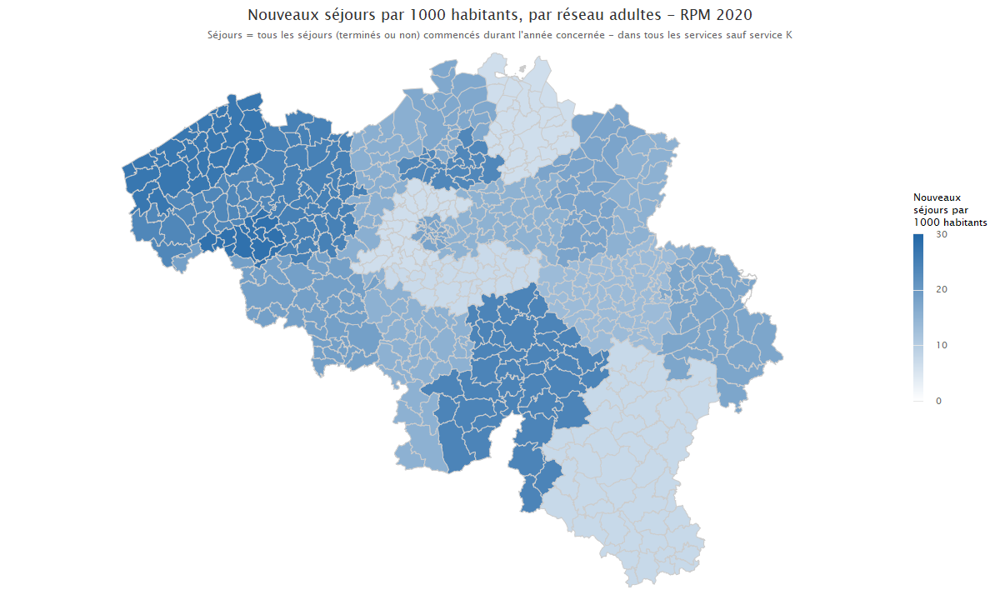 Nouveaux séjours par 1000 habitants, par réseau adultes - RPM 2020
Séjours = tous les séjours (terminés ou non) commencés durant l'année concernée - dans tous les services sauf service K
Nouveaux
séjours par
1000 habitants
30
20
10
0